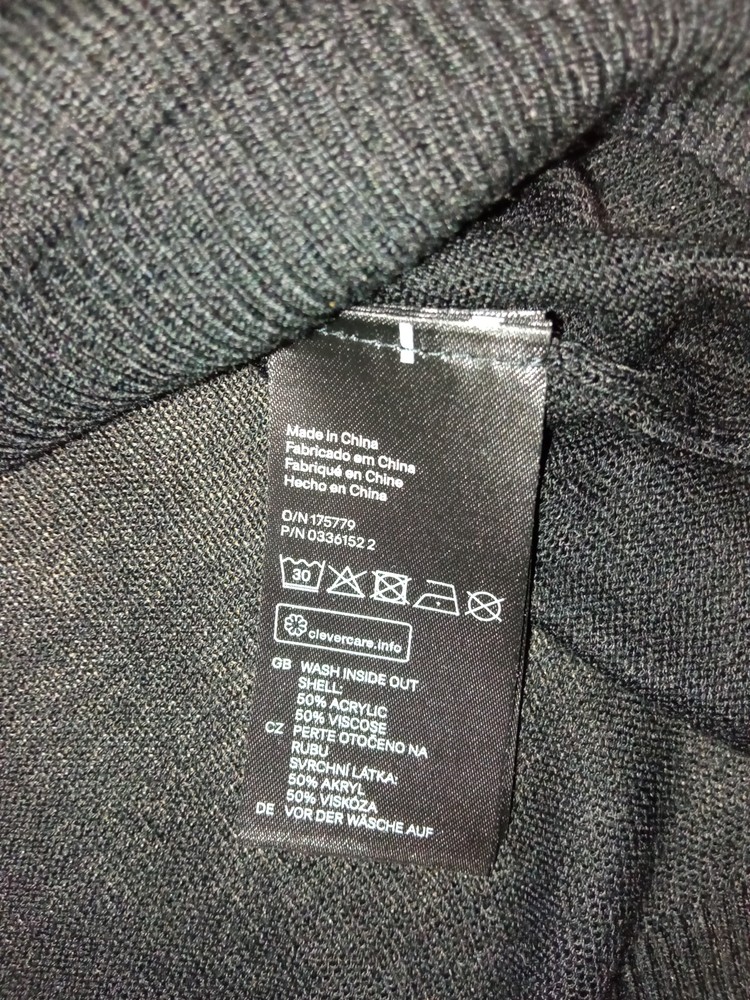 Made in China
Fabricado em China
Fabriqué en Chine
Hecho en China
O/N 175779
P/N 0336152 2
30
clevercare.info
GB WASH INSIDE OUT
SHELL:
50% ACRYLIC
50% VISCOSE
CZ PERTE OTOČENO NA
RUBU
SVRCHNÍ LÁTKA:
50% AKRYL
50% VISKÓZA
DE VOR DER WÄSCHE AUF